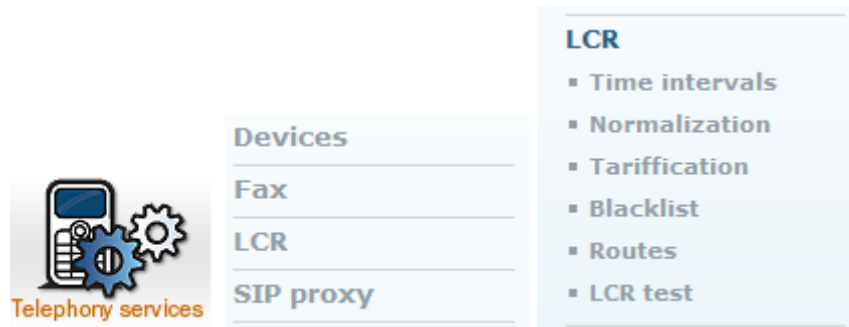 Telephony services
Devices
Fax
LCR
SIP proxy
LCR
Time intervals
Normalization
Tariffication
Blacklist
Routes
LCR test